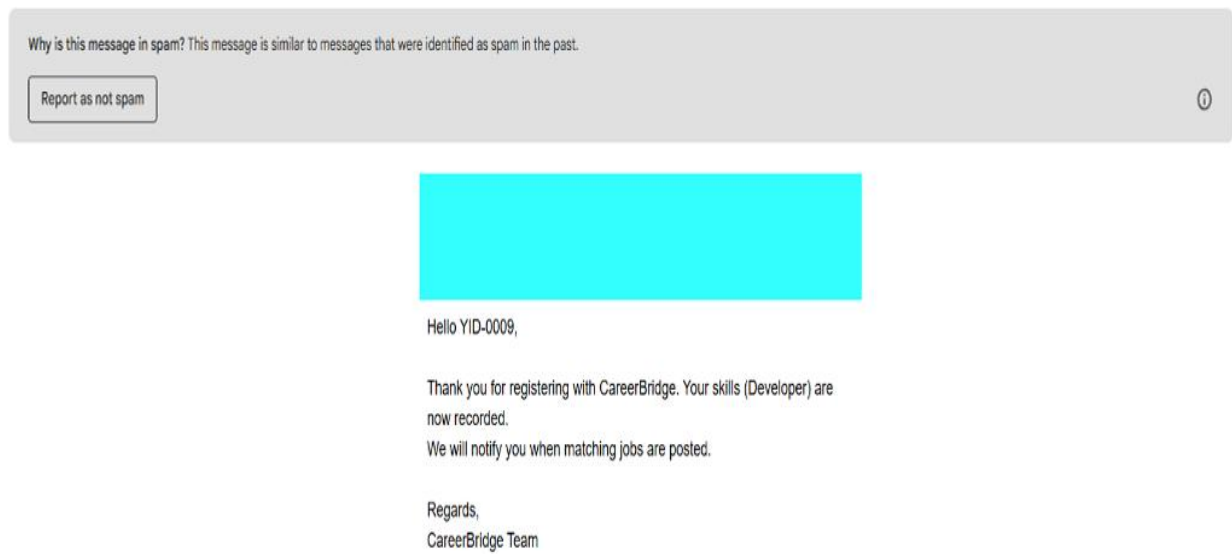 Why is this message in spam? This message is similar to messages that were identified as spam in the past.
Report as not spam
Hello YID-0009,
Thank you for registering with CareerBridge. Your skills (Developer) are
now recorded.
We will notify you when matching jobs are posted.
Regards,
CareerBridge Team